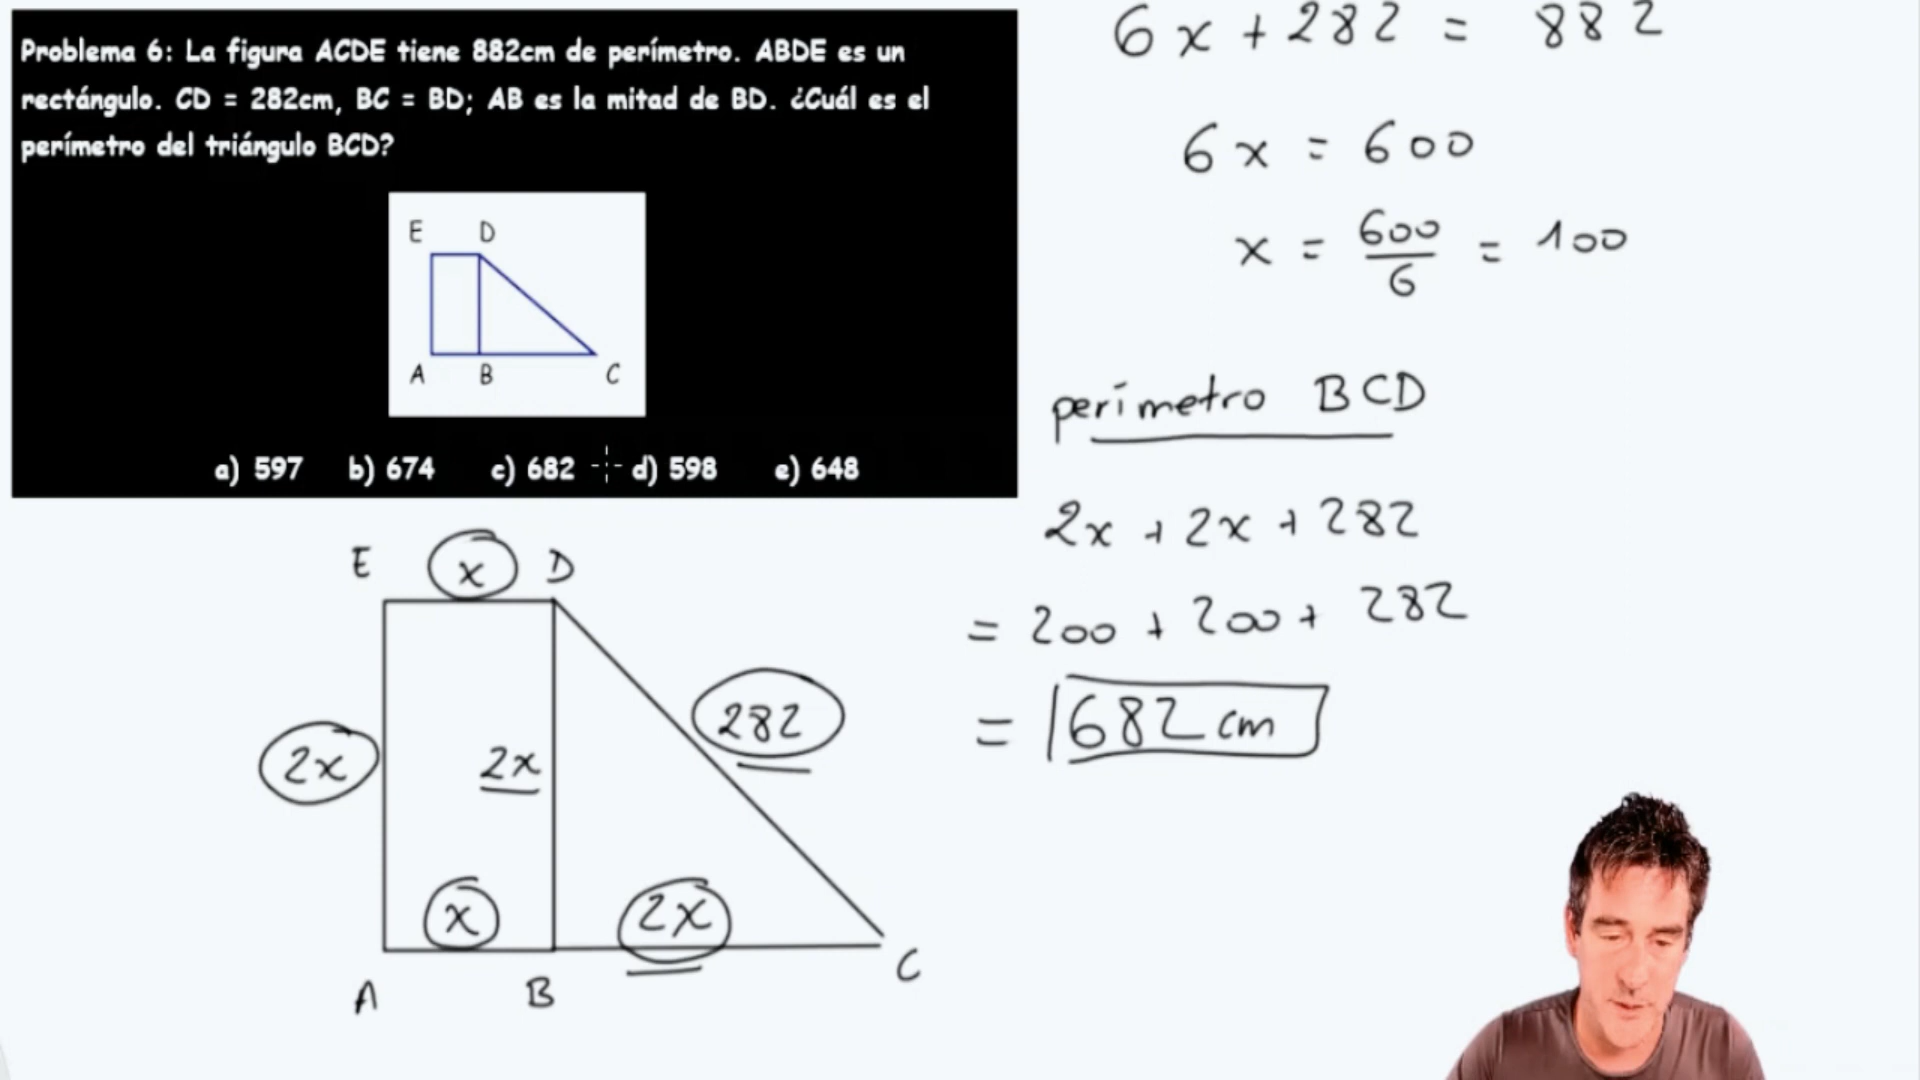 Problema 6: La figura ACDE tiene 882cm de perímetro. ABDE es un
rectángulo. CD = 282cm, BC = BD; AB es la mitad de BD. ¿Cuál es el
perímetro del triángulo BCD?
E D
A B C
a) 597 b) 674 c) 682 d) 598 e) 648
E x D
2x 2x 282
x 2x
A B C
6x + 282 = 882
6x = 600
x = 600/6 = 100
perímetro BCD
2x + 2x + 282
= 200 + 200 + 282
= 682 cm